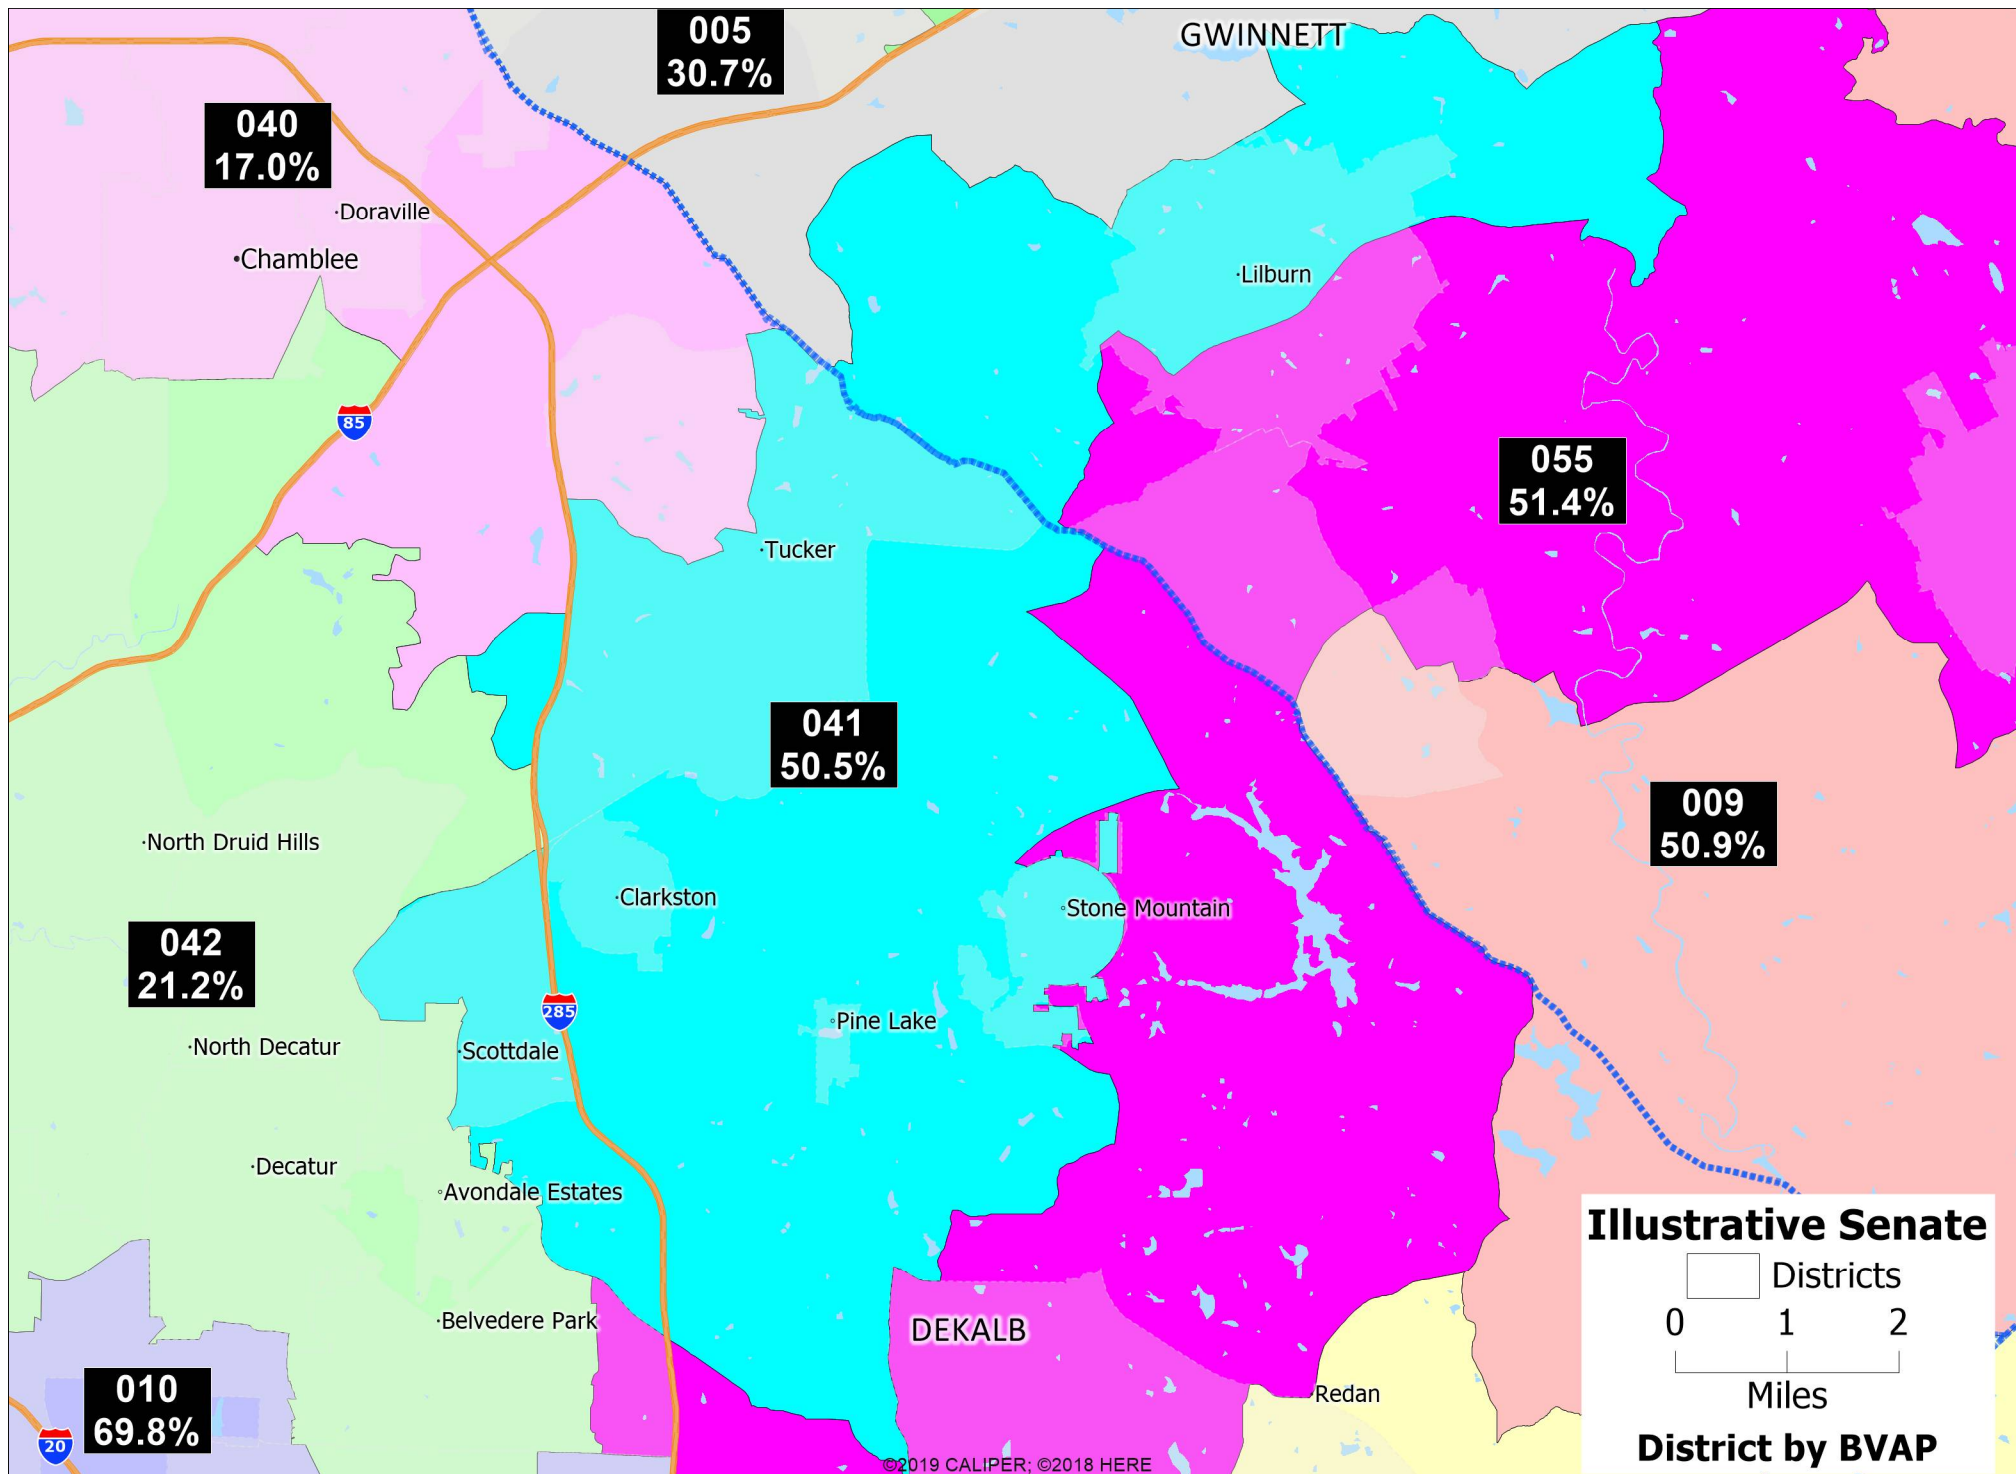 GWINNETT
005
30.7%
040
17.0%
Doraville
Chamblee
Lilburn
85
055
51.4%
Tucker
041
50.5%
009
50.9%
North Druid Hills
Clarkston
Stone Mountain
042
21.2%
285
Pine Lake
North Decatur
Scottdale
Decatur
Avondale Estates
Belvedere Park
DEKALB
Redan
010
69.8%
20
Illustrative Senate
Districts
0 1 2
Miles
District by BVAP
©2019 CALIPER; ©2018 HERE